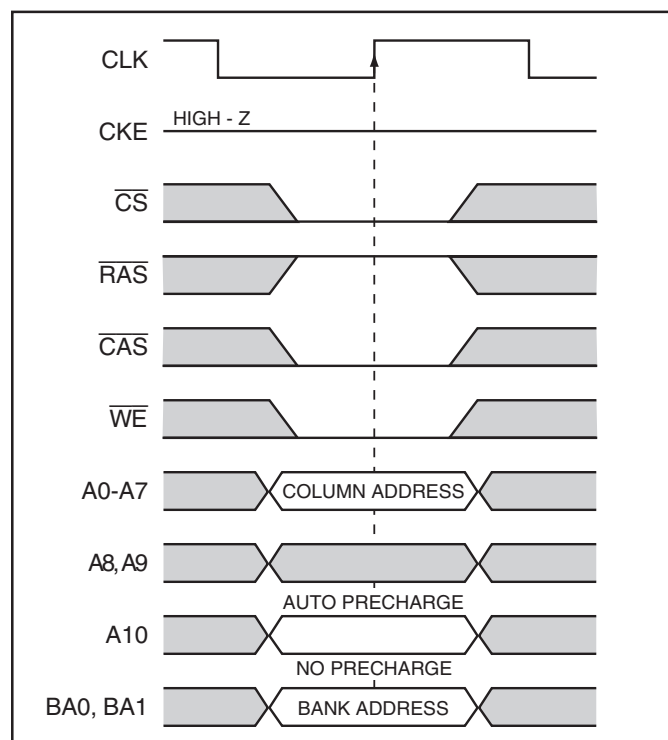 CLK
CKE HIGH - Z
CS
RAS
CAS
WE
A0-A7 COLUMN ADDRESS
A8, A9
AUTO PRECHARGE
A10
NO PRECHARGE
BA0, BA1 BANK ADDRESS